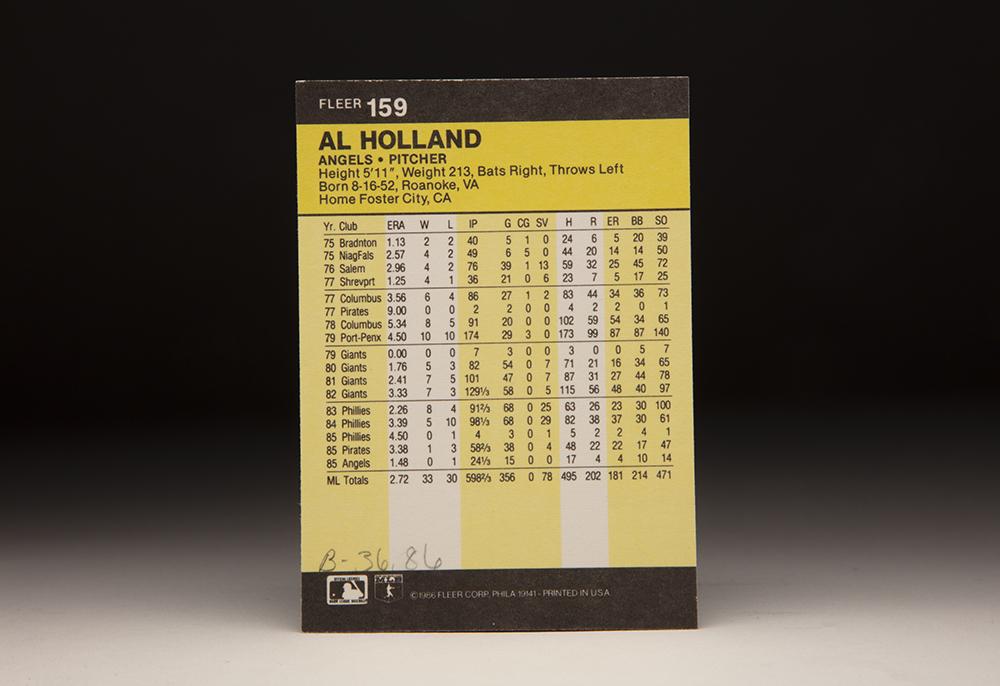 FLEER 159
AL HOLLAND
ANGELS • PITCHER
Height 5'11", Weight 213, Bats Right, Throws Left
Born 8-16-52, Roanoke, VA
Home Foster City, CA
Yr. Club ERA W L IP G CG SV H R ER BB SO
75 Bradnton 1.13 2 2 40 5 1 0 24 6 5 20 39
75 NiagFals 2.57 4 2 49 6 5 0 44 20 14 14 50
76 Salem 2.96 4 2 76 39 1 13 59 32 25 45 72
77 Shrevprt 1.25 4 1 36 21 0 6 23 7 5 17 25
77 Columbus 3.56 6 4 86 27 1 2 83 44 34 36 73
77 Pirates 9.00 0 0 2 2 0 0 4 2 2 0 1
78 Columbus 5.34 8 5 91 20 0 0 102 59 54 34 65
79 Port-Penx 4.50 10 10 174 29 3 0 173 99 87 87 140
79 Giants 0.00 0 0 7 3 0 0 3 0 0 5 7
80 Giants 1.76 5 3 82 54 0 7 71 21 16 34 65
81 Giants 2.41 7 5 101 47 0 7 87 31 27 44 78
82 Giants 3.33 7 3 129⅓ 58 0 5 115 56 48 40 97
83 Phillies 2.26 8 4 91⅔ 68 0 25 63 26 23 30 100
84 Phillies 3.39 5 10 98⅓ 68 0 29 82 38 37 30 61
85 Phillies 4.50 0 1 4 3 0 1 5 2 2 4 1
85 Pirates 3.38 1 3 58⅔ 38 0 4 48 22 22 17 47
85 Angels 1.48 0 1 24⅓ 15 0 0 17 4 4 10 14
ML Totals 2.72 33 30 598⅔ 356 0 78 495 202 181 214 471
B-36, 86
©1986 FLEER CORP. PHILA 19141 - PRINTED IN U.S.A.